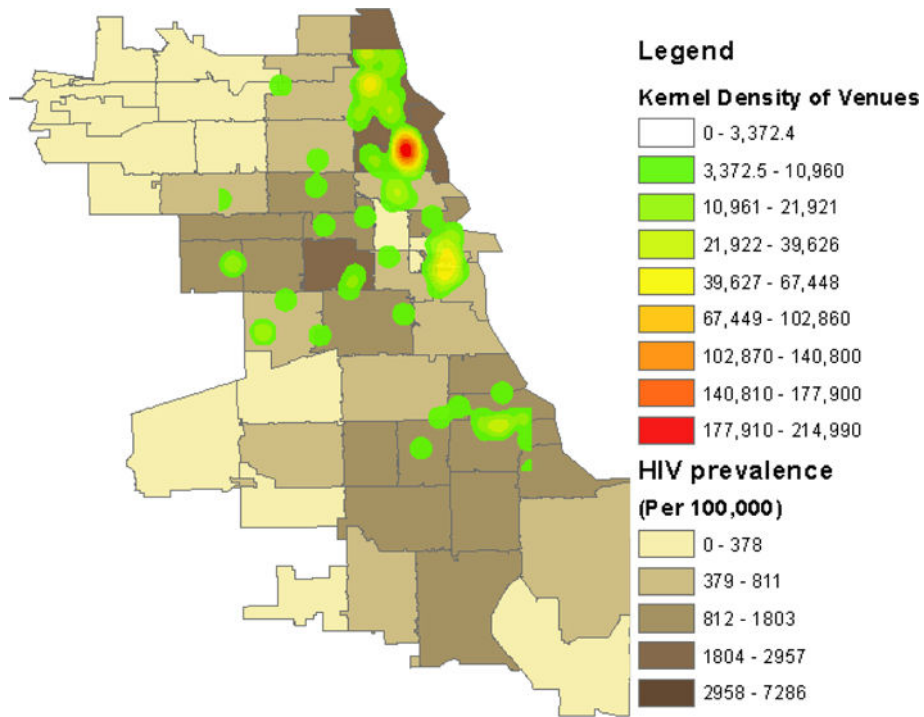 Legend
Kernel Density of Venues
0 - 3,372.4
3,372.5 - 10,960
10,961 - 21,921
21,922 - 39,626
39,627 - 67,448
67,449 - 102,860
102,870 - 140,800
140,810 - 177,900
177,910 - 214,990
HIV prevalence
(Per 100,000)
0 - 378
379 - 811
812 - 1803
1804 - 2957
2958 - 7286